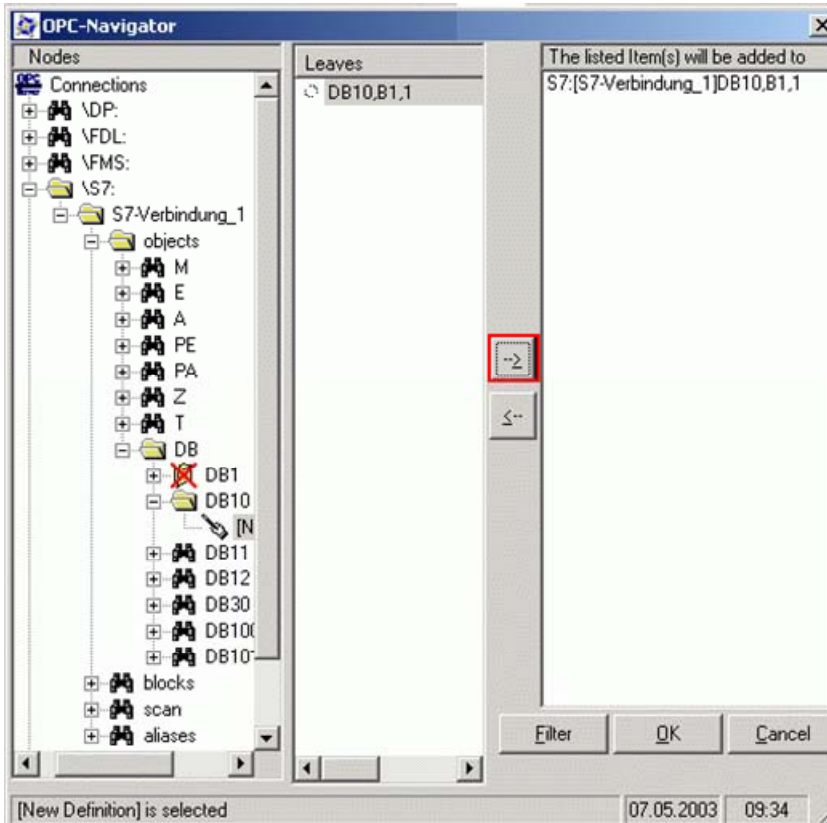 OPC-Navigator
Nodes
Connections
\DP:
\FDL:
\FMS:
\S7:
S7-Verbindung_1
objects
M
E
A
PE
PA
Z
T
DB
DB1
DB10
[N
DB11
DB12
DB30
DB100
DB10
blocks
scan
aliases
Leaves
DB10,B1,1
-->
<--
The listed Item(s) will be added to
S7:[S7-Verbindung_1]DB10,B1,1
Filter
OK
Cancel
[New Definition] is selected
07.05.2003
09:34